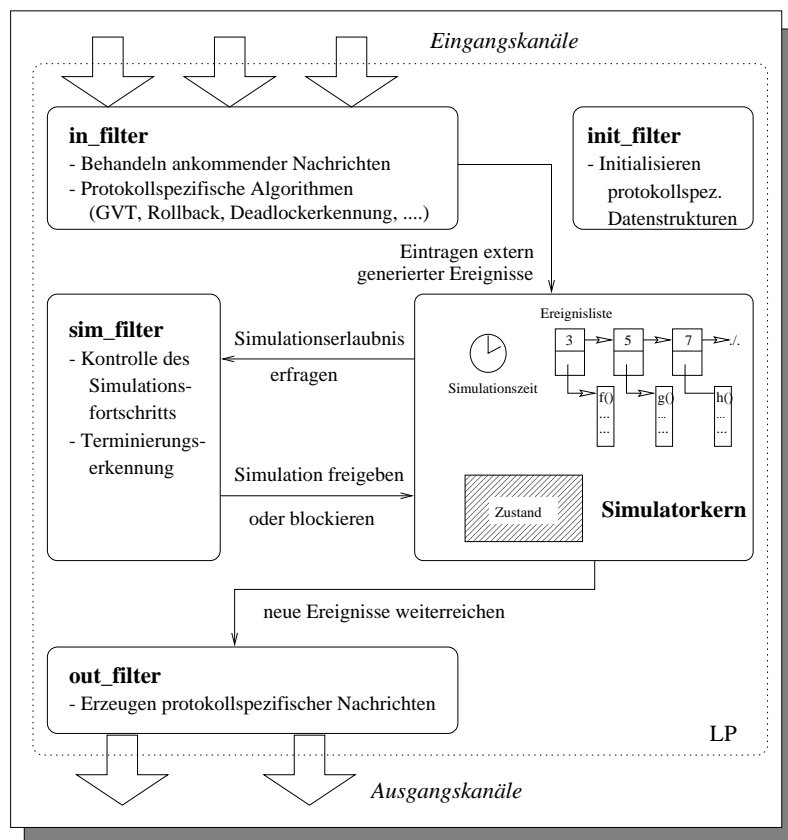 Eingangskanäle
in_filter
- Behandeln ankommender Nachrichten
- Protokollspezifische Algorithmen
(GVT, Rollback, Deadlockerkennung, ....)
init_filter
- Initialisieren
protokollspez.
Datenstrukturen
Eintragen extern
generierter Ereignisse
sim_filter
- Kontrolle des
Simulations-
fortschritts
- Terminierungs-
erkennung
Simulationserlaubnis
erfragen
Simulation freigeben
oder blockieren
Ereignisliste
3 5 7 ./.
Simulationszeit
f() g() h()
... ... ...
... ... ...
Zustand
Simulatorkern
neue Ereignisse weiterreichen
out_filter
- Erzeugen protokollspezifischer Nachrichten
LP
Ausgangskanäle